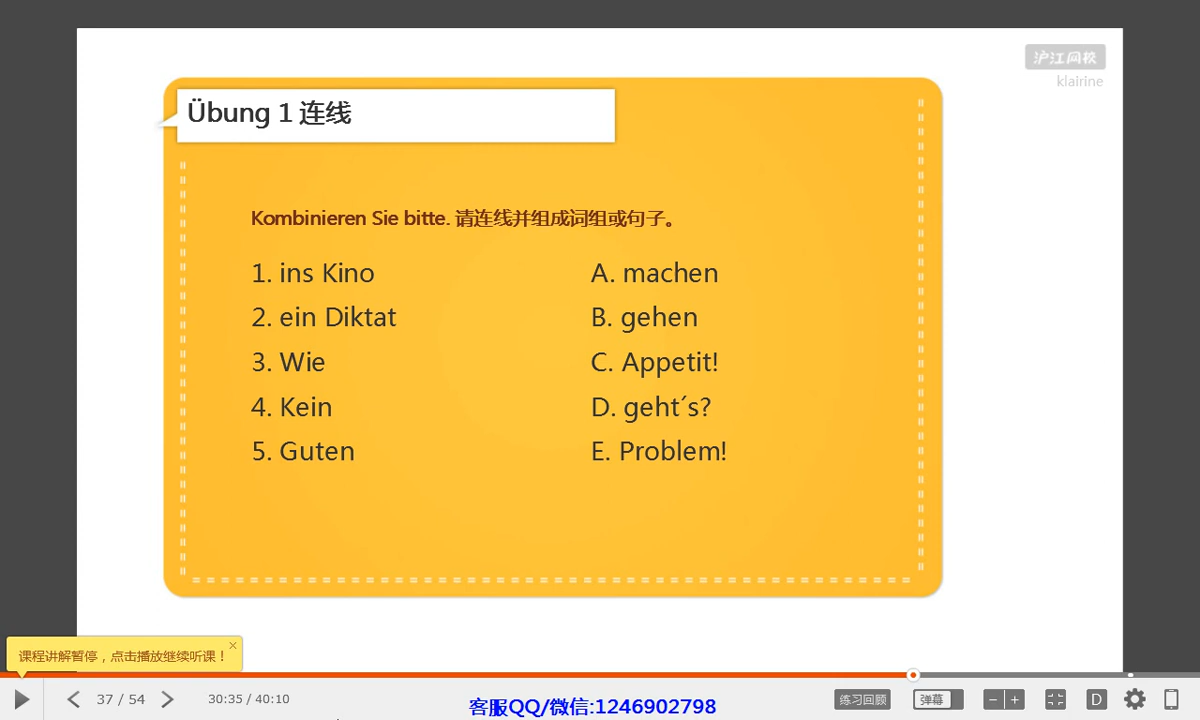 沪江网校
klairine
Übung 1 连线
Kombinieren Sie bitte. 请连线并组成词组或句子。
1. ins Kino
A. machen
2. ein Diktat
B. gehen
3. Wie
C. Appetit!
4. Kein
D. geht´s?
5. Guten
E. Problem!
课程讲解暂停，点击播放继续听课！
37 / 54
30:35 / 40:10
客服QQ/微信:1246902798
练习回顾
弹幕
D